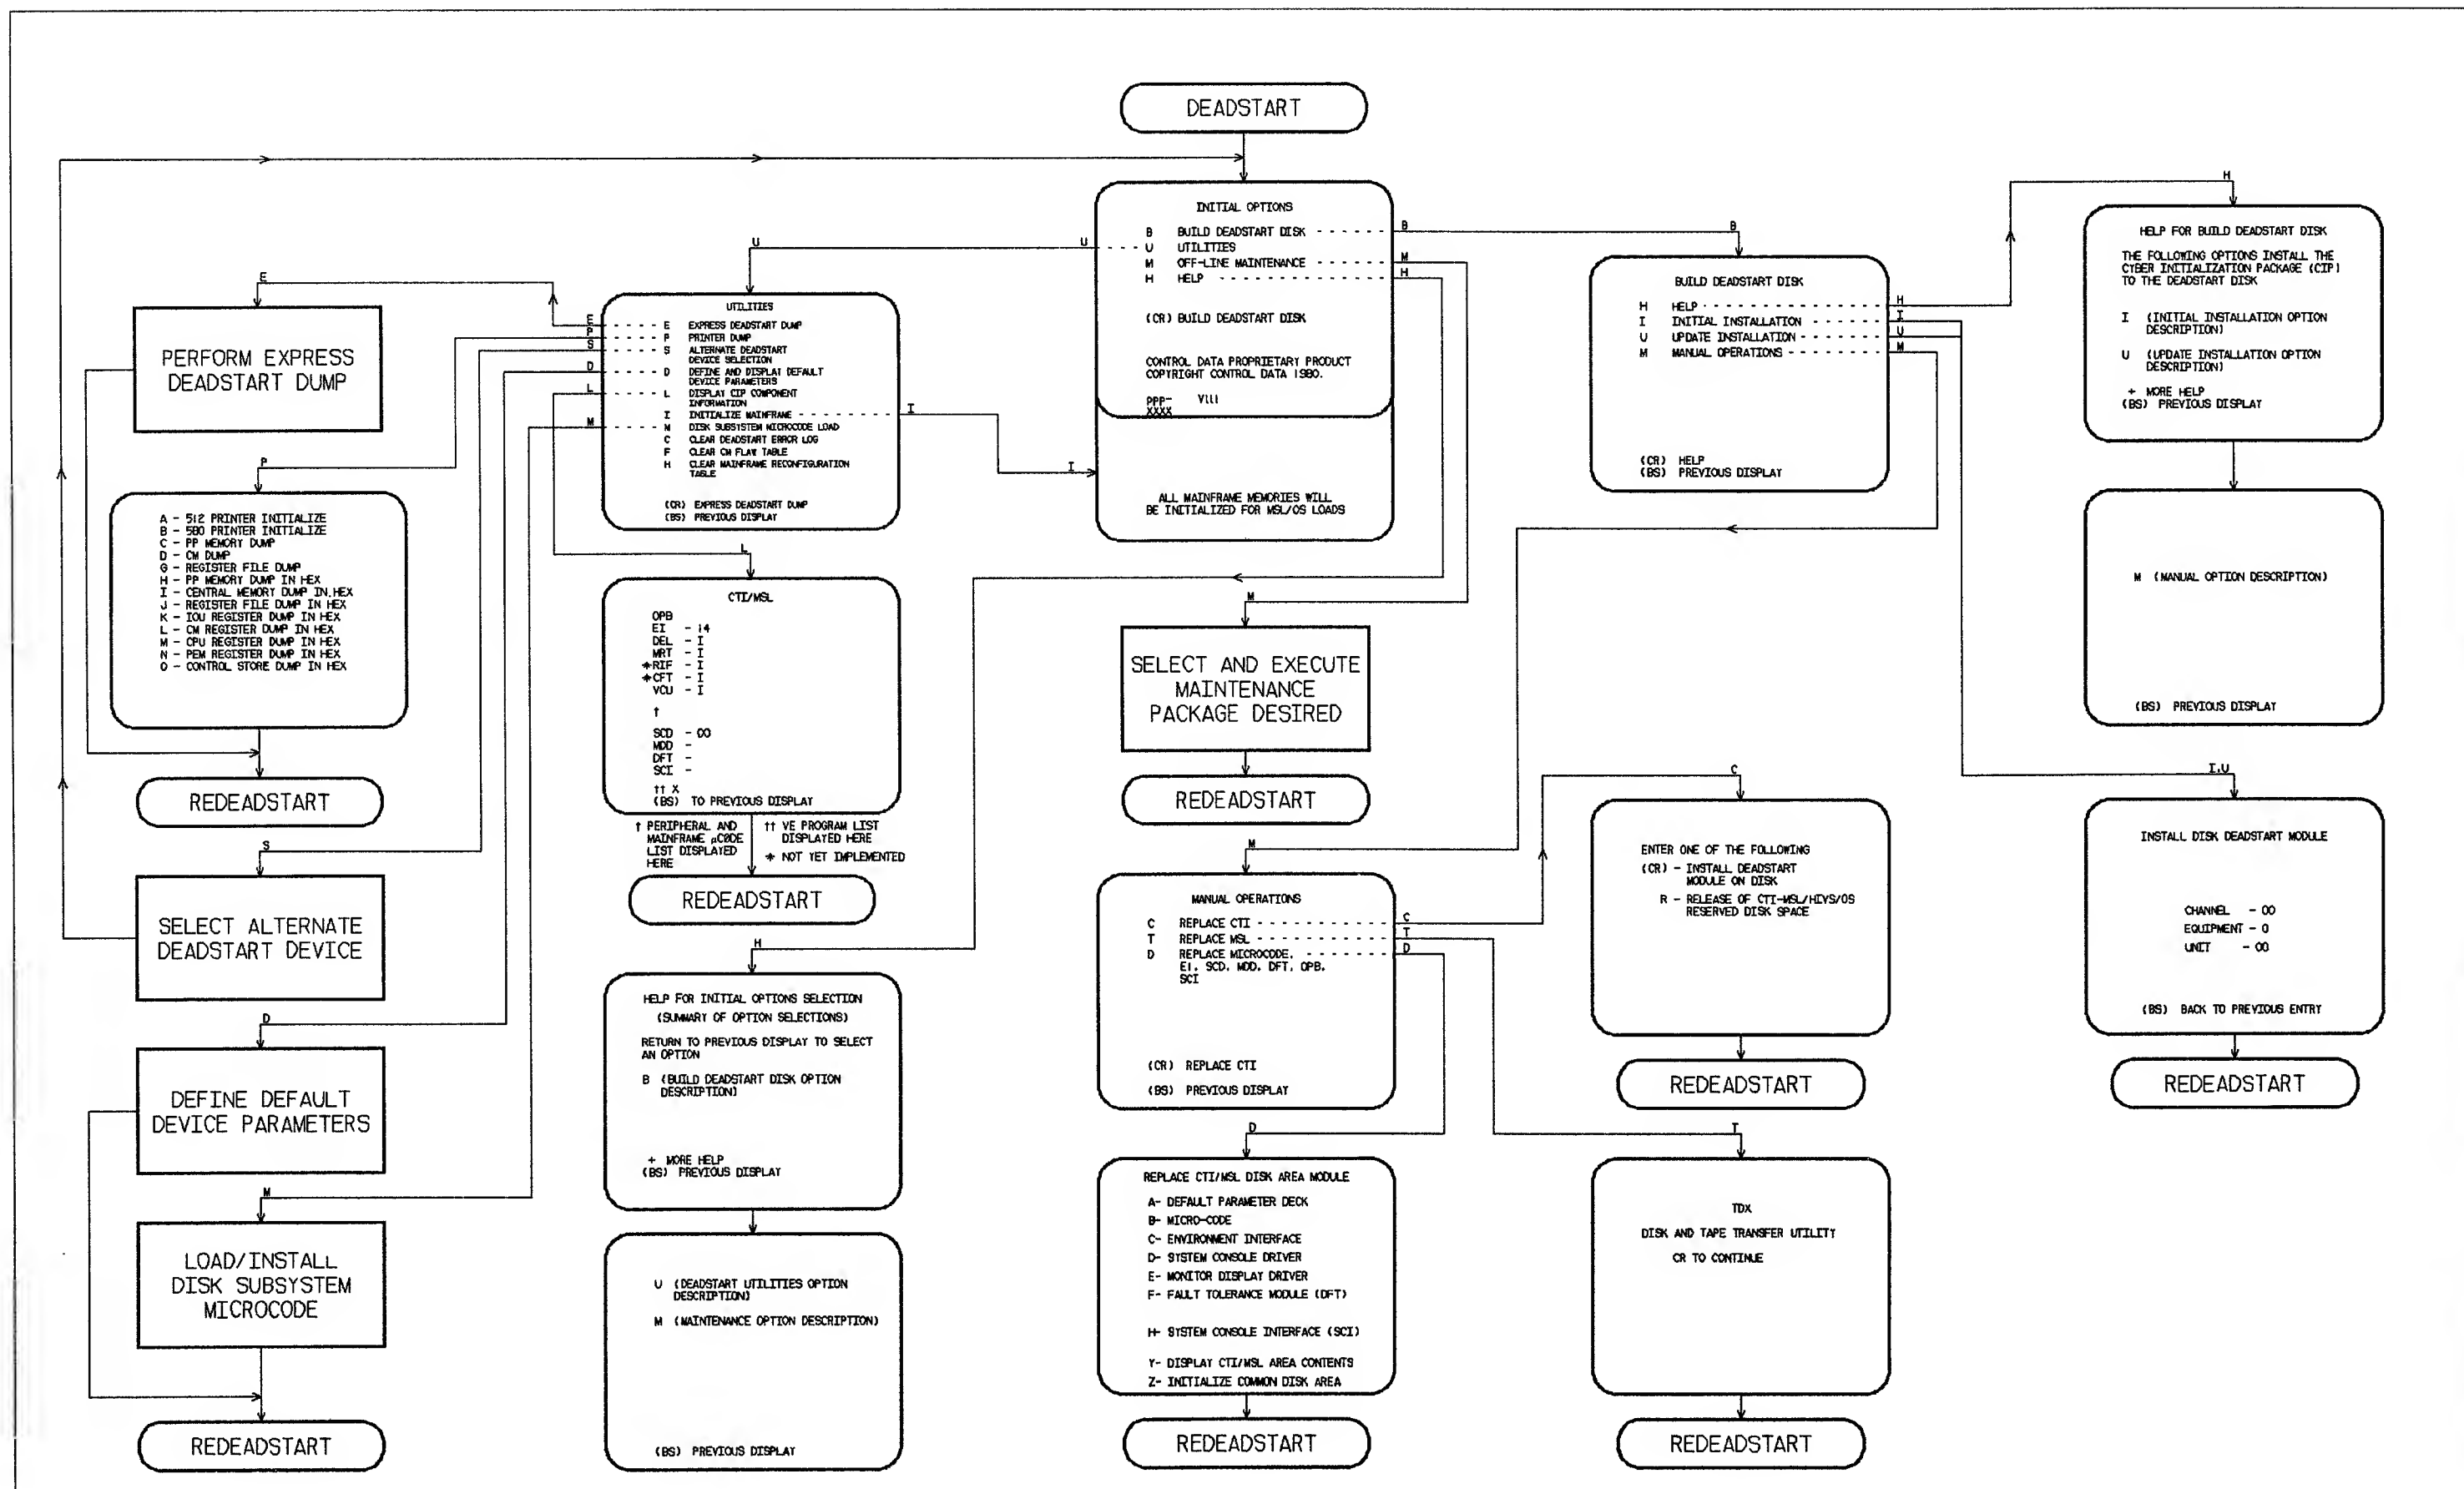 DEADSTART
INITIAL OPTIONS
B BUILD DEADSTART DISK - - - - - - B
U - - - - U UTILITIES
M OFF-LINE MAINTENANCE - - - - - - M
H HELP - - - - - - - - - - - - H
(CR) BUILD DEADSTART DISK
CONTROL DATA PROPRIETARY PRODUCT
COPYRIGHT CONTROL DATA 1980.
PPP- VIII
XXXX
ALL MAINFRAME MEMORIES WILL
BE INITIALIZED FOR MSL/OS LOADS
U
UTILITIES
E - - - - - E EXPRESS DEADSTART DUMP
P - - - - - P PRINTER DUMP
S - - - - - S ALTERNATE DEADSTART
DEVICE SELECTION
D - - - - - D DEFINE AND DISPLAY DEFAULT
DEVICE PARAMETERS
L - - - - - L DISPLAY CIP COMPONENT
INFORMATION
I INITIALIZE MAINFRAME - - - - - - - - I
M - - - - - M DISK SUBSYSTEM MICROCODE LOAD
C CLEAR DEADSTART ERROR LOG
F CLEAR CM FLAW TABLE
H CLEAR MAINFRAME RECONFIGURATION
TABLE
(CR) EXPRESS DEADSTART DUMP
(BS) PREVIOUS DISPLAY
I
E
PERFORM EXPRESS
DEADSTART DUMP
P
A - 512 PRINTER INITIALIZE
B - 580 PRINTER INITIALIZE
C - PP MEMORY DUMP
D - CM DUMP
G - REGISTER FILE DUMP
H - PP MEMORY DUMP IN HEX
I - CENTRAL MEMORY DUMP IN.HEX
J - REGISTER FILE DUMP IN HEX
K - IOU REGISTER DUMP IN HEX
L - CM REGISTER DUMP IN HEX
M - CPU REGISTER DUMP IN HEX
N - PEM REGISTER DUMP IN HEX
O - CONTROL STORE DUMP IN HEX
REDEADSTART
S
SELECT ALTERNATE
DEADSTART DEVICE
D
DEFINE DEFAULT
DEVICE PARAMETERS
M
LOAD/INSTALL
DISK SUBSYSTEM
MICROCODE
REDEADSTART
L
CTI/MSL
OPB
EI - 14
DEL - I
MRT - I
*RIF - I
*CFT - I
VCU - I
†
SCD - 00
MDD -
DFT -
SCI -
†† X
(BS) TO PREVIOUS DISPLAY
† PERIPHERAL AND
MAINFRAME µCODE
LIST DISPLAYED
HERE
†† VE PROGRAM LIST
DISPLAYED HERE
* NOT YET IMPLEMENTED
REDEADSTART
H
HELP FOR INITIAL OPTIONS SELECTION
(SUMMARY OF OPTION SELECTIONS)
RETURN TO PREVIOUS DISPLAY TO SELECT
AN OPTION
B (BUILD DEADSTART DISK OPTION
DESCRIPTION)
+ MORE HELP
(BS) PREVIOUS DISPLAY
U (DEADSTART UTILITIES OPTION
DESCRIPTION)
M (MAINTENANCE OPTION DESCRIPTION)
(BS) PREVIOUS DISPLAY
M
SELECT AND EXECUTE
MAINTENANCE
PACKAGE DESIRED
REDEADSTART
B
BUILD DEADSTART DISK
H HELP - - - - - - - - - - - - - H
I INITIAL INSTALLATION - - - - - - I
U UPDATE INSTALLATION - - - - - - - U
M MANUAL OPERATIONS - - - - - - - - M
(CR) HELP
(BS) PREVIOUS DISPLAY
H
HELP FOR BUILD DEADSTART DISK
THE FOLLOWING OPTIONS INSTALL THE
CYBER INITIALIZATION PACKAGE (CIP)
TO THE DEADSTART DISK
I (INITIAL INSTALLATION OPTION
DESCRIPTION)
U (UPDATE INSTALLATION OPTION
DESCRIPTION)
+ MORE HELP
(BS) PREVIOUS DISPLAY
M (MANUAL OPTION DESCRIPTION)
(BS) PREVIOUS DISPLAY
I,U
INSTALL DISK DEADSTART MODULE
CHANNEL - 00
EQUIPMENT - 0
UNIT - 00
(BS) BACK TO PREVIOUS ENTRY
REDEADSTART
M
MANUAL OPERATIONS
C REPLACE CTI - - - - - - - - - - C
T REPLACE MSL - - - - - - - - - - T
D REPLACE MICROCODE, - - - - - - - D
EI, SCD, MDD, DFT, OPB,
SCI
(CR) REPLACE CTI
(BS) PREVIOUS DISPLAY
C
ENTER ONE OF THE FOLLOWING
(CR) - INSTALL DEADSTART
MODULE ON DISK
R - RELEASE OF CTI-MSL/HIVS/OS
RESERVED DISK SPACE
REDEADSTART
D
REPLACE CTI/MSL DISK AREA MODULE
A- DEFAULT PARAMETER DECK
B- MICRO-CODE
C- ENVIRONMENT INTERFACE
D- SYSTEM CONSOLE DRIVER
E- MONITOR DISPLAY DRIVER
F- FAULT TOLERANCE MODULE (DFT)
H- SYSTEM CONSOLE INTERFACE (SCI)
Y- DISPLAY CTI/MSL AREA CONTENTS
Z- INITIALIZE COMMON DISK AREA
REDEADSTART
T
TDX
DISK AND TAPE TRANSFER UTILITY
CR TO CONTINUE
REDEADSTART